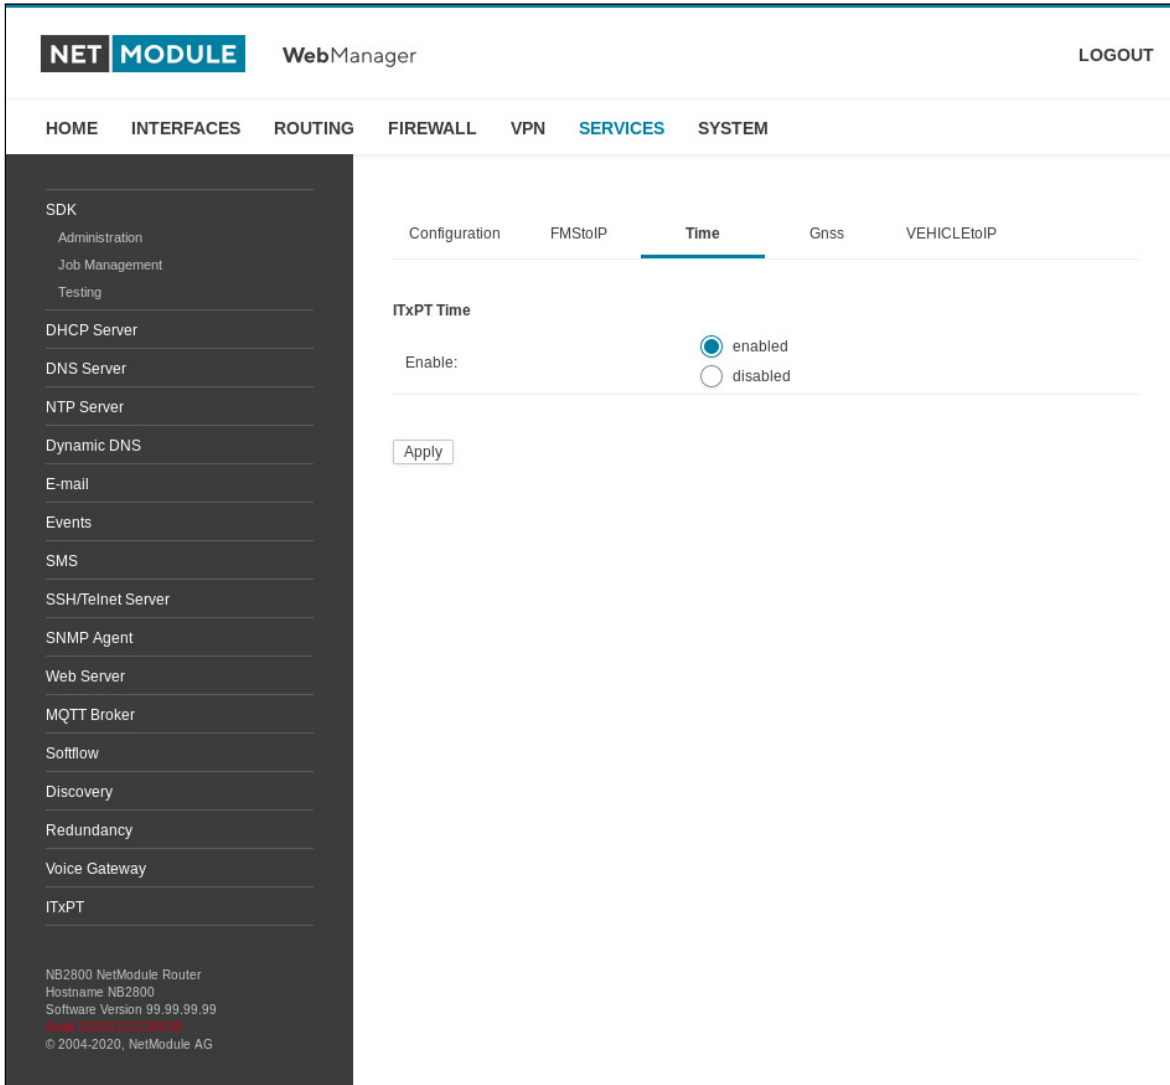 NET MODULE WebManager LOGOUT
HOME INTERFACES ROUTING FIREWALL VPN SERVICES SYSTEM
SDK
Administration
Job Management
Testing
DHCP Server
DNS Server
NTP Server
Dynamic DNS
E-mail
Events
SMS
SSH/Telnet Server
SNMP Agent
Web Server
MQTT Broker
Softflow
Discovery
Redundancy
Voice Gateway
ITxPT
NB2800 NetModule Router
Hostname NB2800
Software Version 99.99.99.99
Build
© 2004-2020, NetModule AG
Configuration FMStoIP Time Gnss VEHICLEtoIP
ITxPT Time
Enable:
enabled
disabled
Apply